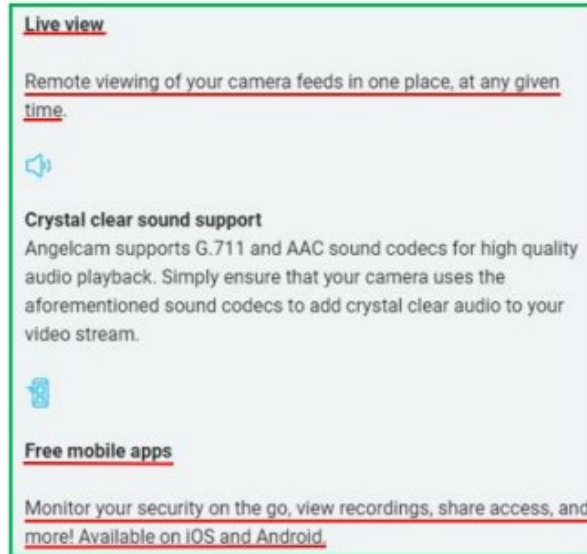 Live view
Remote viewing of your camera feeds in one place, at any given
time.
Crystal clear sound support
Angelcam supports G.711 and AAC sound codecs for high quality
audio playback. Simply ensure that your camera uses the
aforementioned sound codecs to add crystal clear audio to your
video stream.
Free mobile apps
Monitor your security on the go, view recordings, share access, and
more! Available on iOS and Android.